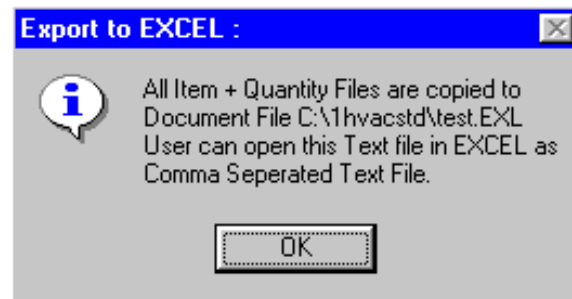 Export to EXCEL :
All Item + Quantity Files are copied to
Document File C:\1hvacstd\test.EXL
User can open this Text file in EXCEL as
Comma Seperated Text File.
OK